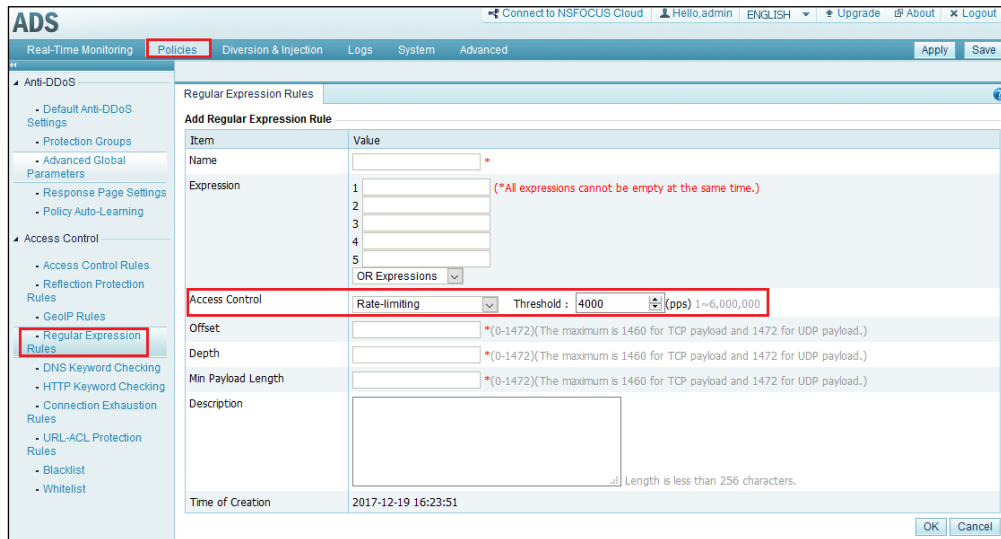 ADS
Connect to NSFOCUS Cloud Hello,admin ENGLISH Upgrade About Logout
Real-Time Monitoring Policies Diversion & Injection Logs System Advanced Apply Save
Anti-DDoS
Default Anti-DDoS
Settings
Protection Groups
Advanced Global
Parameters
Response Page Settings
Policy Auto-Learning
Access Control
Access Control Rules
Reflection Protection
Rules
GeoIP Rules
Regular Expression
Rules
DNS Keyword Checking
HTTP Keyword Checking
Connection Exhaustion
Rules
URL-ACL Protection
Rules
Blacklist
Whitelist
Regular Expression Rules
Add Regular Expression Rule
Item Value
Name *
Expression 1 (*All expressions cannot be empty at the same time.)
2
3
4
5
OR Expressions
Access Control Rate-limiting Threshold : 4000 (pps) 1~6,000,000
Offset *(0-1472)(The maximum is 1460 for TCP payload and 1472 for UDP payload.)
Depth *(0-1472)(The maximum is 1460 for TCP payload and 1472 for UDP payload.)
Min Payload Length *(0-1472)(The maximum is 1460 for TCP payload and 1472 for UDP payload.)
Description Length is less than 256 characters.
Time of Creation 2017-12-19 16:23:51
OK Cancel